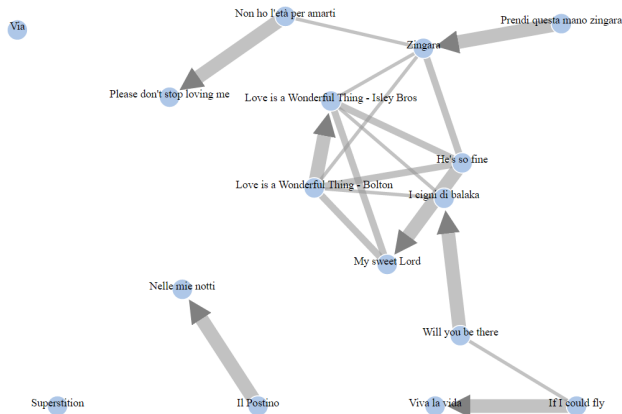 Non ho l'età per amarti
Prendi questa mano zingara
Via
Zingara
Please don't stop loving me
Love is a Wonderful Thing - Isley Bros
He's so fine
Love is a Wonderful Thing - Bolton
I cigni di balaka
My sweet Lord
Nelle mie notti
Will you be there
Superstition
Il Postino
Viva la vida
If I could fly